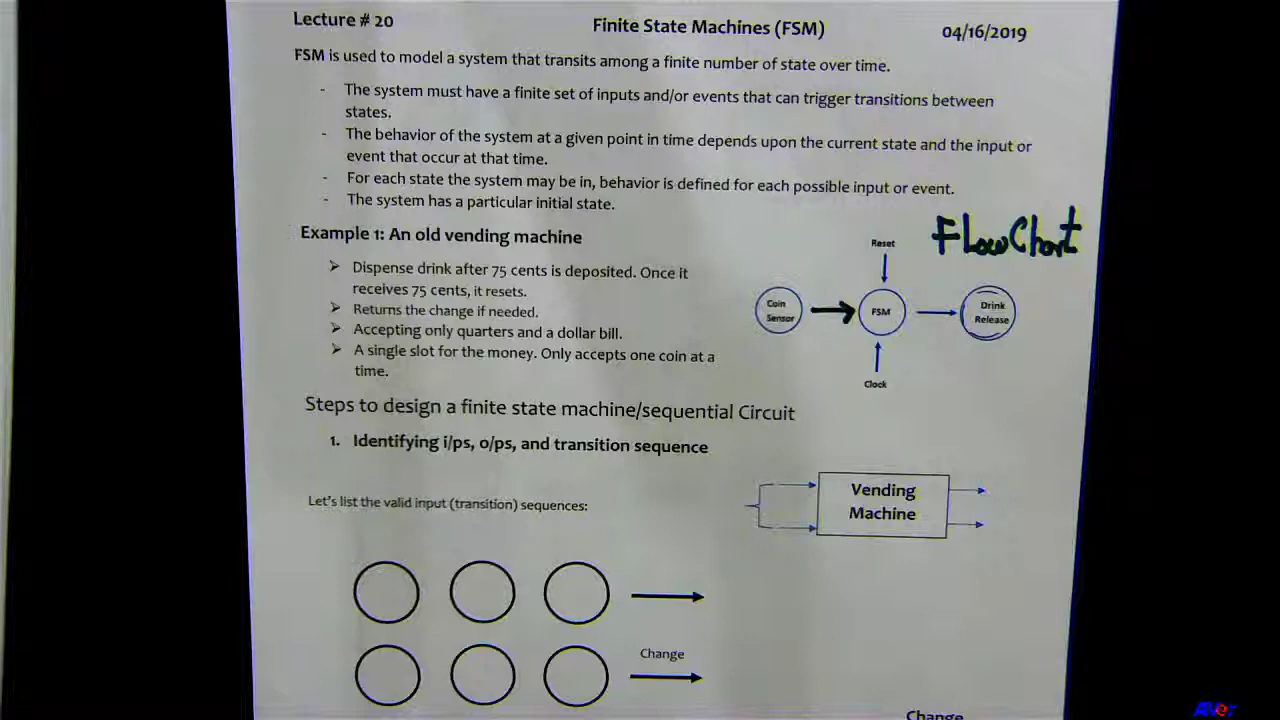 Lecture # 20 Finite State Machines (FSM) 04/16/2019
FSM is used to model a system that transits among a finite number of state over time.
- The system must have a finite set of inputs and/or events that can trigger transitions between
states.
- The behavior of the system at a given point in time depends upon the current state and the input or
event that occur at that time.
- For each state the system may be in, behavior is defined for each possible input or event.
- The system has a particular initial state.
FlowChart
Example 1: An old vending machine
Reset
➢ Dispense drink after 75 cents is deposited. Once it
receives 75 cents, it resets.
➢ Returns the change if needed.
➢ Accepting only quarters and a dollar bill.
➢ A single slot for the money. Only accepts one coin at a
time.
Coin
Sensor
FSM
Drink
Release
Clock
Steps to design a finite state machine/sequential Circuit
1. Identifying i/ps, o/ps, and transition sequence
Let's list the valid input (transition) sequences:
Vending
Machine
Change
Change
AVer